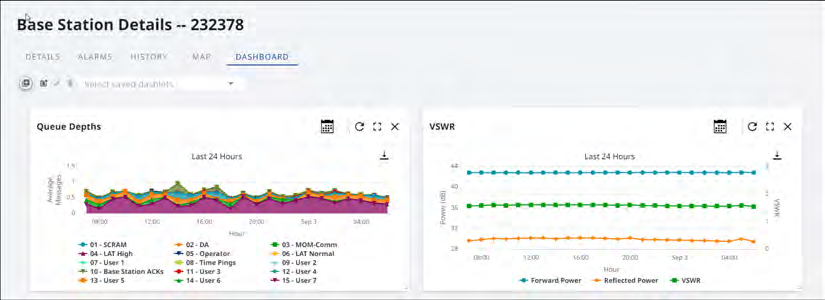 Base Station Details -- 232378
DETAILS ALARMS HISTORY MAP DASHBOARD
Select saved dashlets
Queue Depths
Last 24 Hours
Average Messages
1.5
1
0.5
0
08:00 12:00 16:00 20:00 Sep 3 04:00
Hour
01 - SCRAM 02 - DA 03 - MOM-Comm
04 - LAT High 05 - Operator 06 - LAT Normal
07 - User 1 08 - Time Pings 09 - User 2
10 - Base Station ACKs 11 - User 3 12 - User 4
13 - User 5 14 - User 6 15 - User 7
VSWR
Last 24 Hours
Power (dB)
44
40
36
32
28
VSWR
1
0
08:00 12:00 16:00 20:00 Sep 3 04:00
Hour
Forward Power Reflected Power VSWR